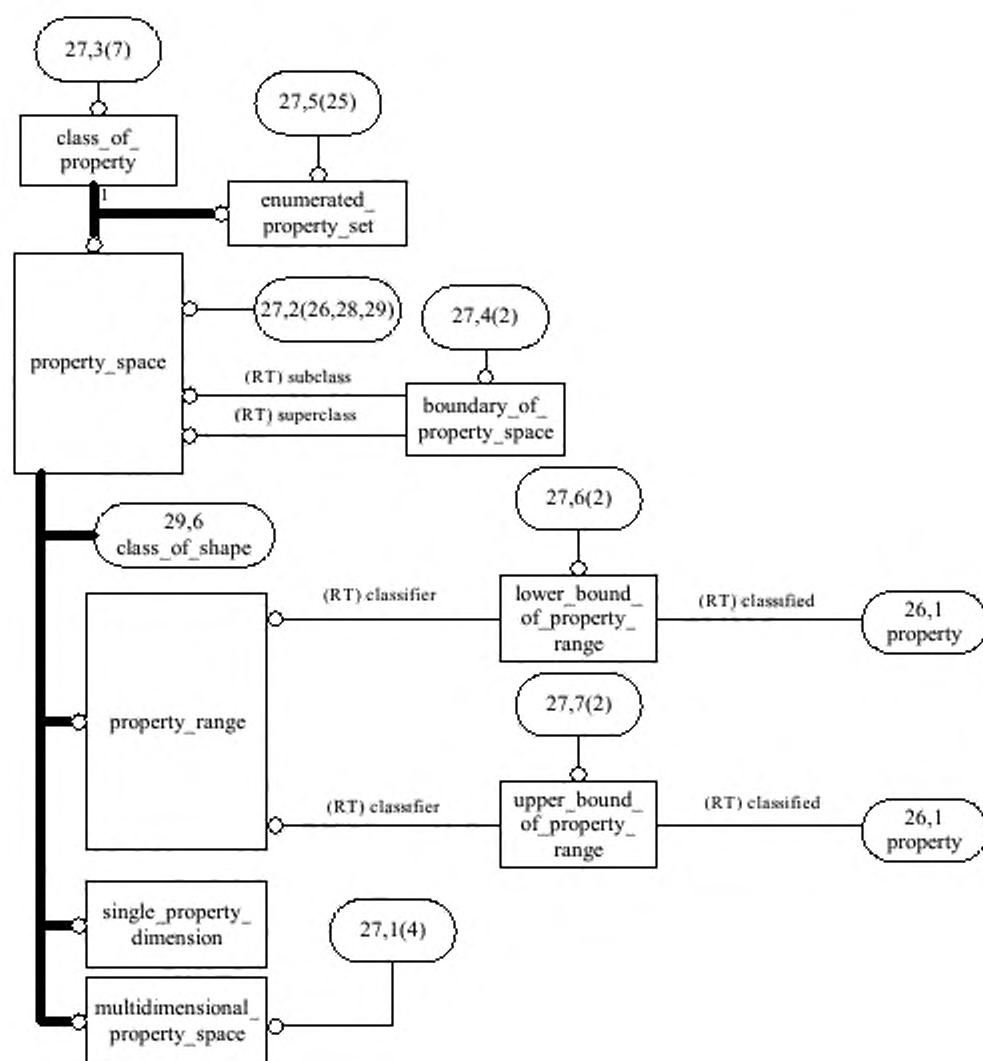 27,3(7)
class_of_
property
1
27,5(25)
enumerated_
property_set
property_space
27,2(26,28,29)
27,4(2)
(RT) subclass
(RT) superclass
boundary_of_
property_space
29,6
class_of_shape
27,6(2)
(RT) classifier
lower_bound_
of_property_
range
(RT) classified
26,1
property
27,7(2)
property_range
(RT) classifier
upper_bound_
of_property_
range
(RT) classified
26,1
property
single_property_
dimension
27,1(4)
multidimensional_
property_space